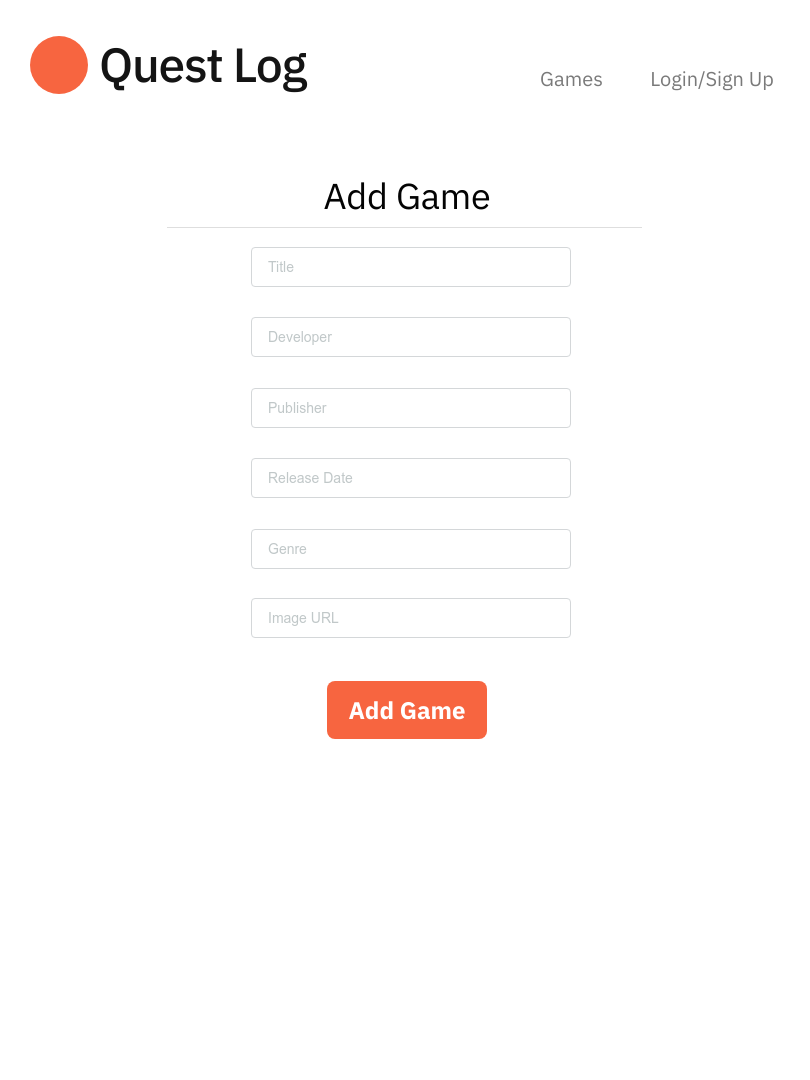 Quest Log
Games Login/Sign Up
Add Game
Title
Developer
Publisher
Release Date
Genre
Image URL
Add Game